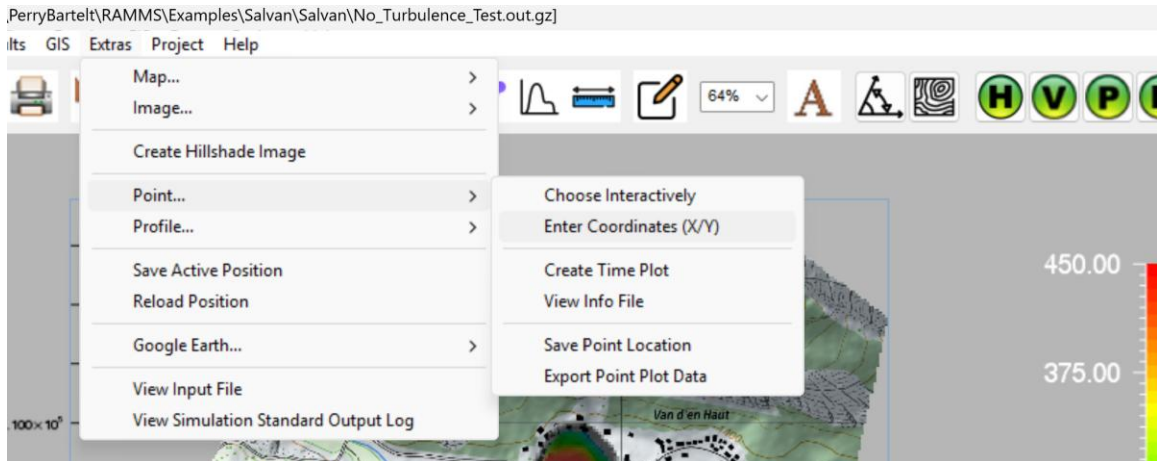 \PerryBartelt\RAMMS\Examples\Salvan\Salvan\No_Turbulence_Test.out.gz]
GIS Extras Project Help
64% A H V P
Map...
Image...
Create Hillshade Image
Point...
Profile...
Save Active Position
Reload Position
Google Earth...
View Input File
View Simulation Standard Output Log
Choose Interactively
Enter Coordinates (X/Y)
Create Time Plot
View Info File
Save Point Location
Export Point Plot Data
450.00
375.00
Van d'en Haut